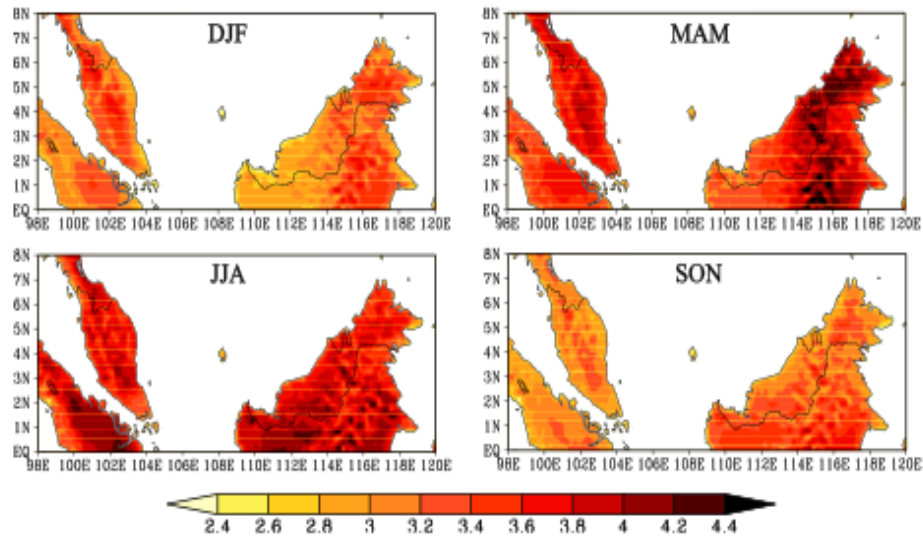 8N 8N
7N DJF 7N MAM
6N 6N
5N 5N
4N 4N
3N 3N
2N 2N
1N 1N
EQ EQ
98E 100E 102E 104E 106E 108E 110E 112E 114E 116E 118E 120E 98E 100E 102E 104E 106E 108E 110E 112E 114E 116E 118E 120E
8N 8N
7N JJA 7N SON
6N 6N
5N 5N
4N 4N
3N 3N
2N 2N
1N 1N
EQ EQ
98E 100E 102E 104E 106E 108E 110E 112E 114E 116E 118E 120E 98E 100E 102E 104E 106E 108E 110E 112E 114E 116E 118E 120E
2.4 2.6 2.8 3 3.2 3.4 3.6 3.8 4 4.2 4.4